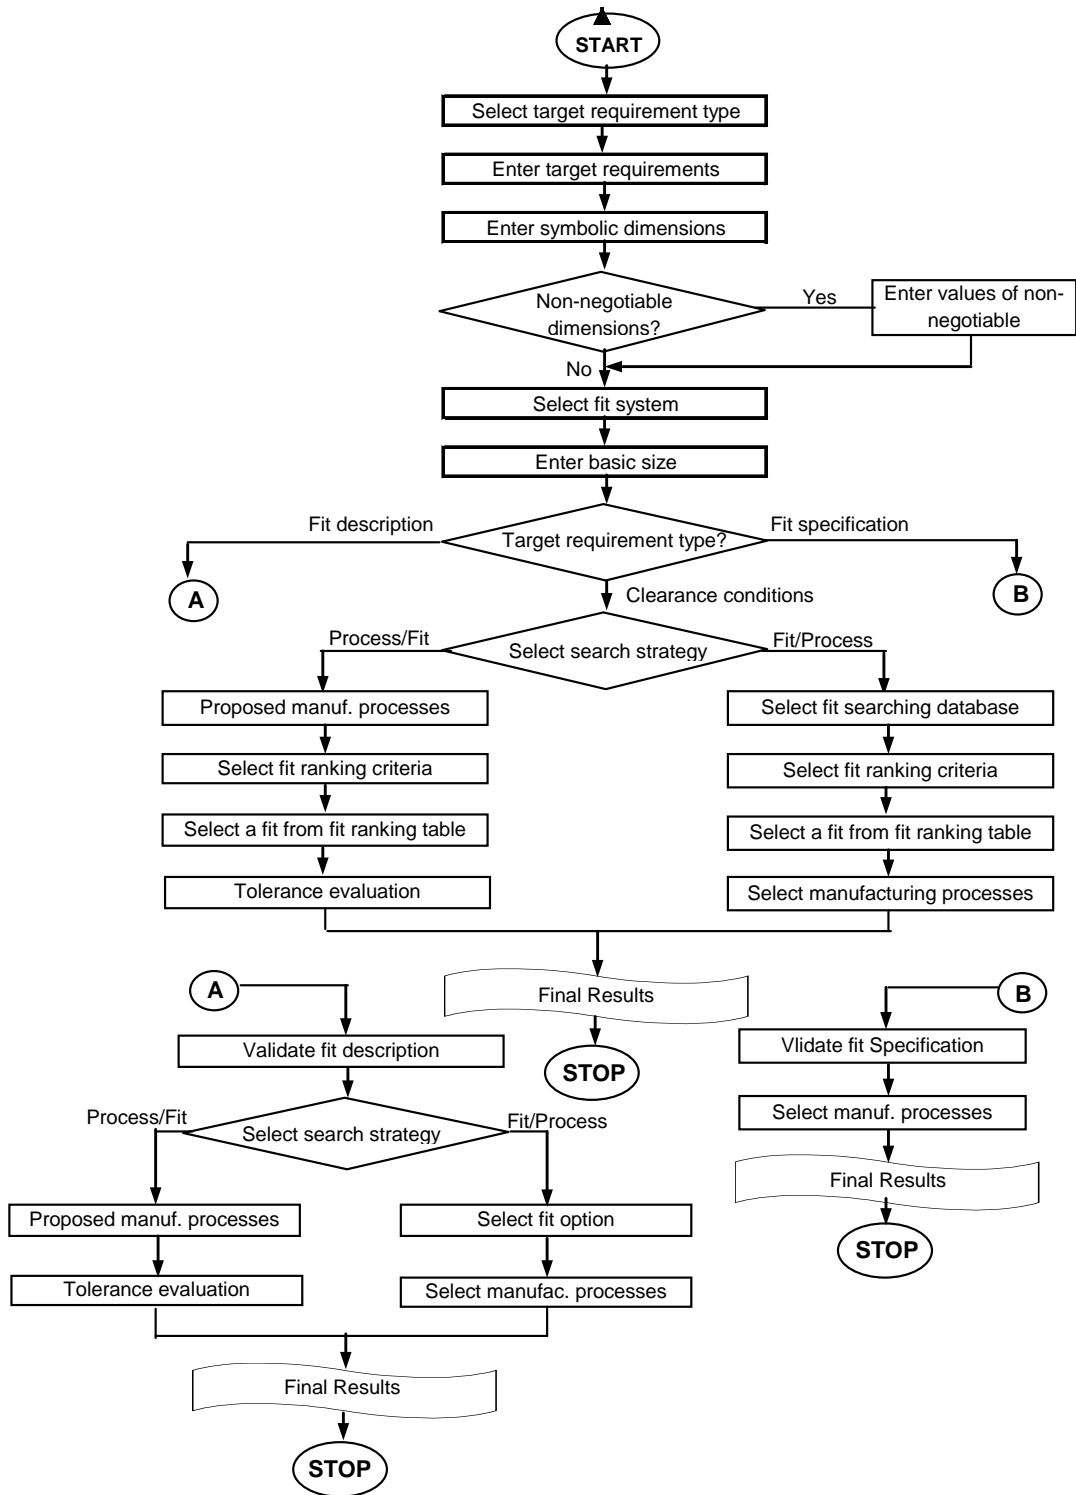 START
Select target requirement type
Enter target requirements
Enter symbolic dimensions
Non-negotiable
dimensions?
Yes
Enter values of non-
negotiable
No
Select fit system
Enter basic size
Fit description
Target requirement type?
Fit specification
A
B
Clearance conditions
Process/Fit
Select search strategy
Fit/Process
Proposed manuf. processes
Select fit ranking criteria
Select a fit from fit ranking table
Tolerance evaluation
Select fit searching database
Select fit ranking criteria
Select a fit from fit ranking table
Select manufacturing processes
Final Results
STOP
A
Validate fit description
Process/Fit
Select search strategy
Fit/Process
Proposed manuf. processes
Tolerance evaluation
Select fit option
Select manufac. processes
Final Results
STOP
B
Vlidate fit Specification
Select manuf. processes
Final Results
STOP